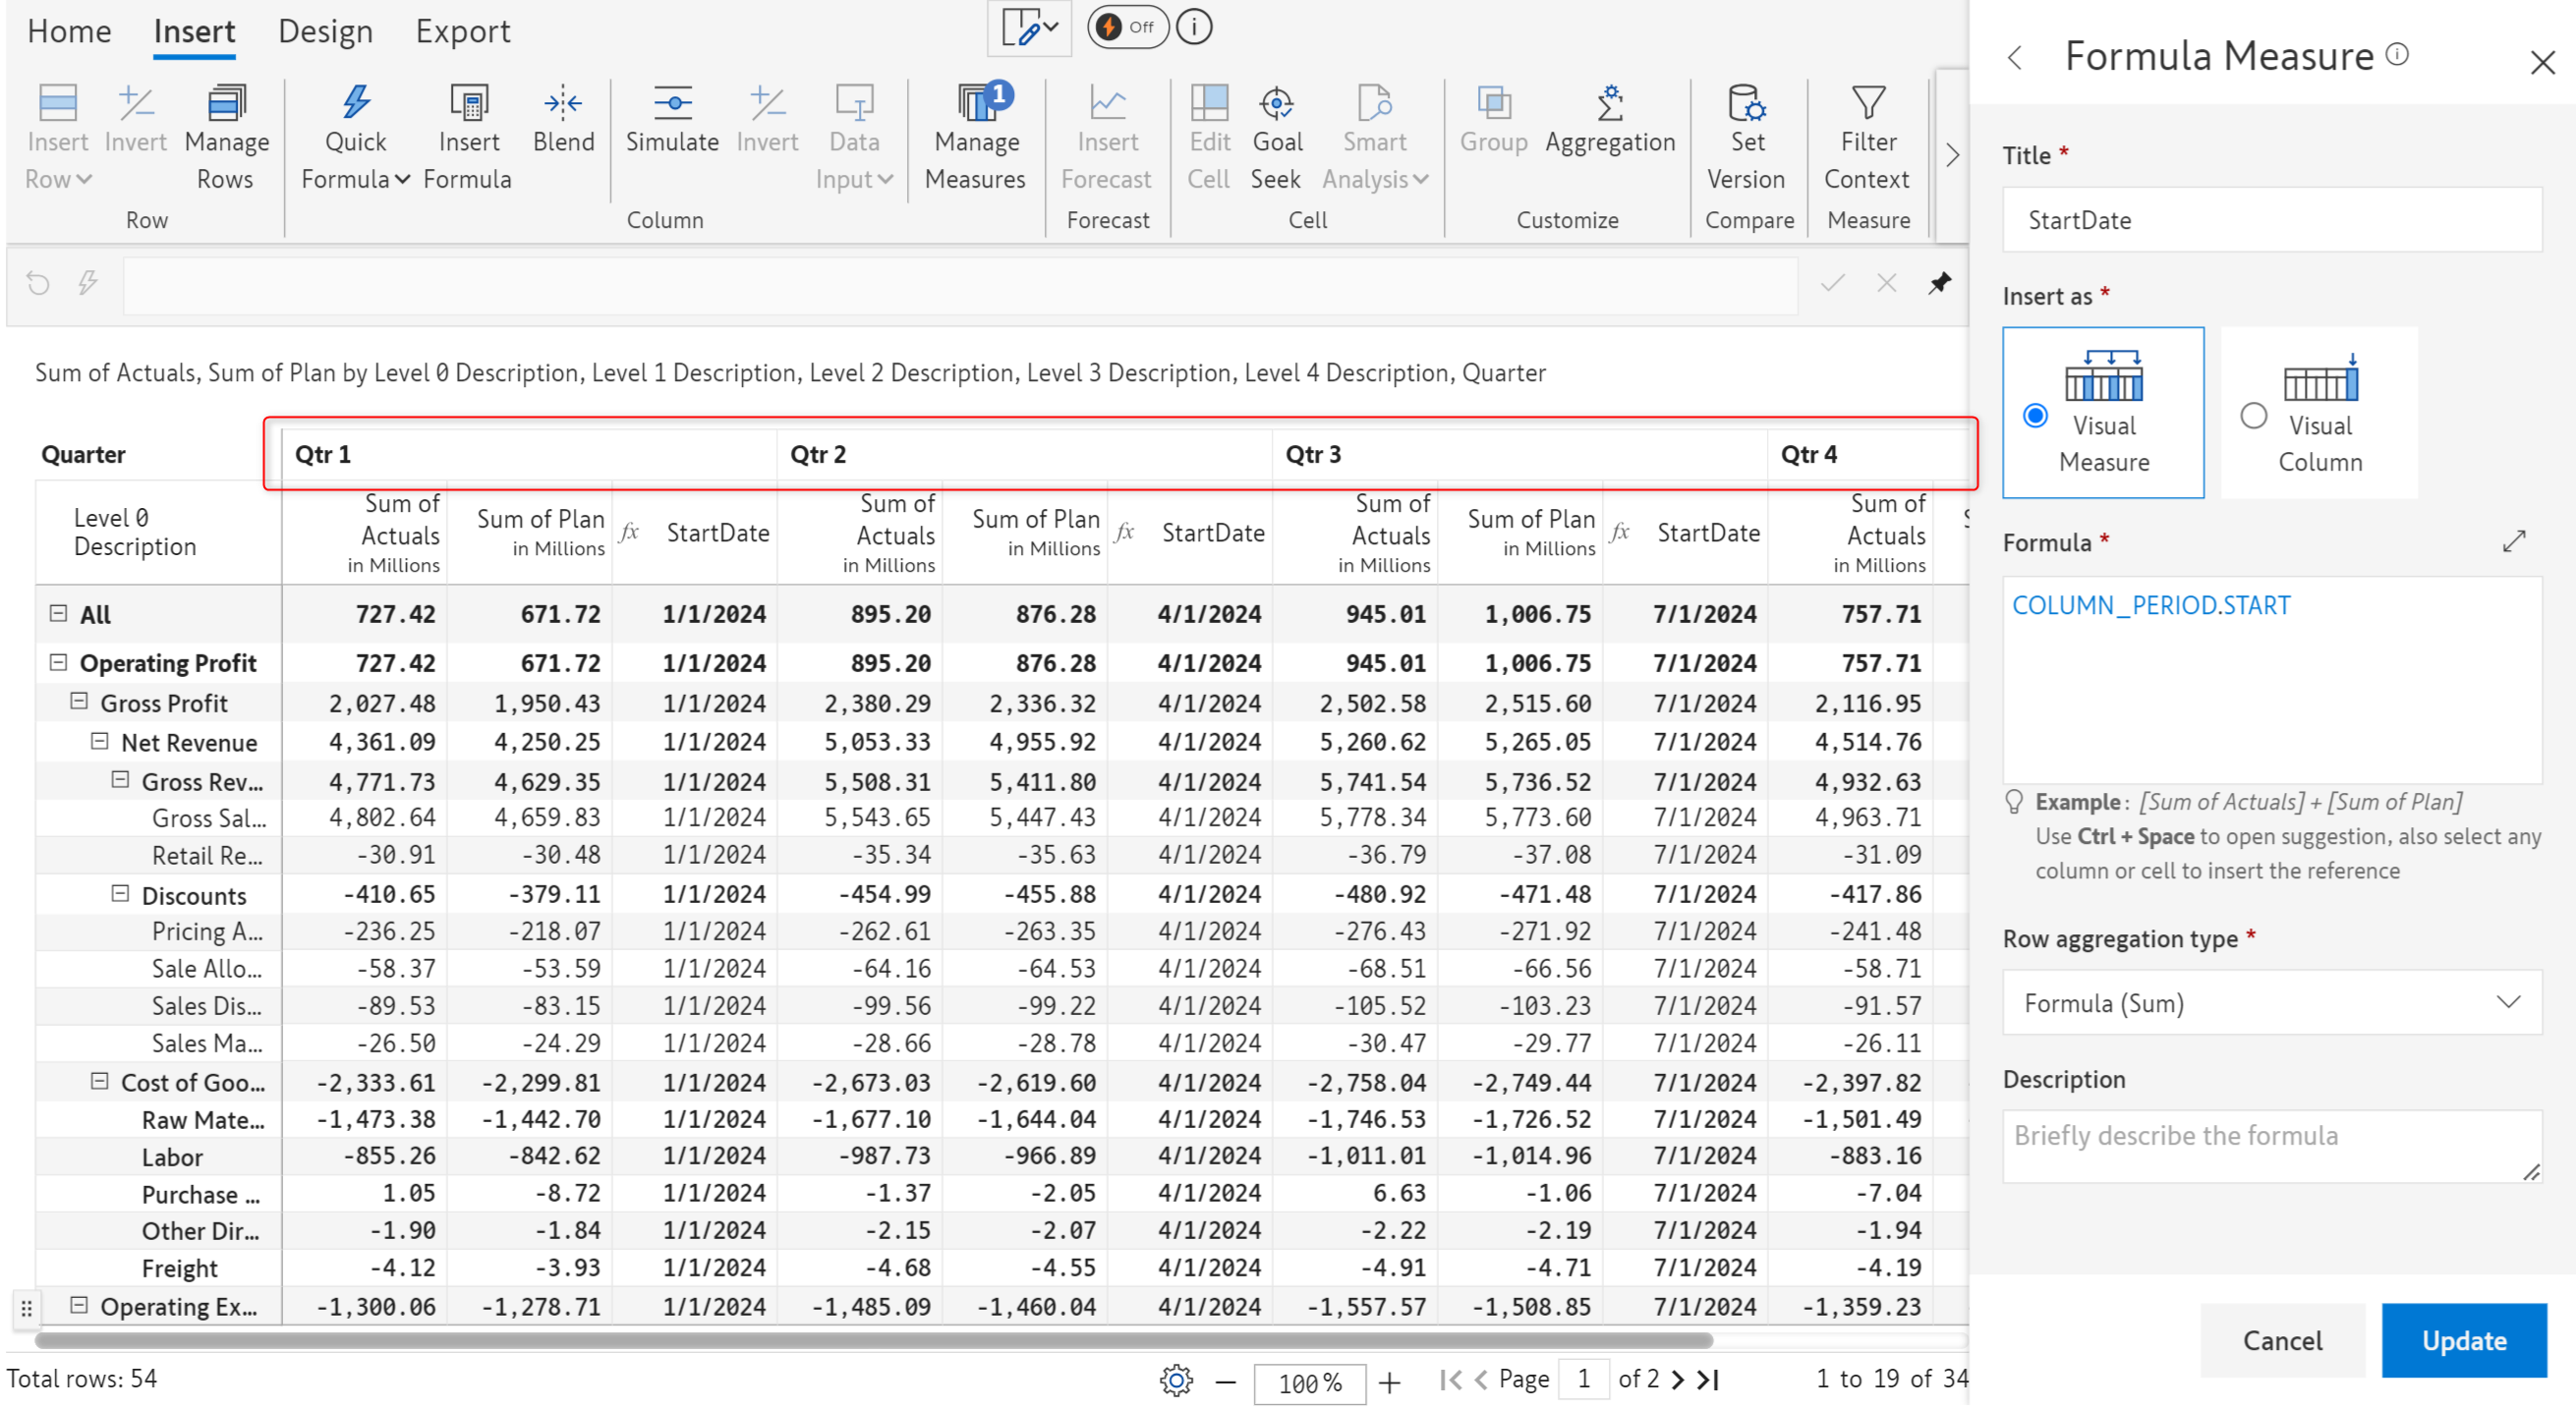 Home Insert Design Export Off
Formula Measure
1
Insert Row Invert Manage Rows Quick Formula Insert Formula Blend Simulate Invert Data Input Manage Measures Insert Forecast Edit Cell Goal Seek Smart Analysis Group Aggregation Set Version Filter Context
Row Column Forecast Cell Customize Compare Measure
Sum of Actuals, Sum of Plan by Level 0 Description, Level 1 Description, Level 2 Description, Level 3 Description, Level 4 Description, Quarter
Quarter Qtr 1 Qtr 2 Qtr 3 Qtr 4
Level 0 Description Sum of Actuals in Millions Sum of Plan in Millions fx StartDate Sum of Actuals in Millions Sum of Plan in Millions fx StartDate Sum of Actuals in Millions Sum of Plan in Millions fx StartDate Sum of Actuals in Millions
All 727.42 671.72 1/1/2024 895.20 876.28 4/1/2024 945.01 1,006.75 7/1/2024 757.71
Operating Profit 727.42 671.72 1/1/2024 895.20 876.28 4/1/2024 945.01 1,006.75 7/1/2024 757.71
Gross Profit 2,027.48 1,950.43 1/1/2024 2,380.29 2,336.32 4/1/2024 2,502.58 2,515.60 7/1/2024 2,116.95
Net Revenue 4,361.09 4,250.25 1/1/2024 5,053.33 4,955.92 4/1/2024 5,260.62 5,265.05 7/1/2024 4,514.76
Gross Rev... 4,771.73 4,629.35 1/1/2024 5,508.31 5,411.80 4/1/2024 5,741.54 5,736.52 7/1/2024 4,932.63
Gross Sal... 4,802.64 4,659.83 1/1/2024 5,543.65 5,447.43 4/1/2024 5,778.34 5,773.60 7/1/2024 4,963.71
Retail Re... -30.91 -30.48 1/1/2024 -35.34 -35.63 4/1/2024 -36.79 -37.08 7/1/2024 -31.09
Discounts -410.65 -379.11 1/1/2024 -454.99 -455.88 4/1/2024 -480.92 -471.48 7/1/2024 -417.86
Pricing A... -236.25 -218.07 1/1/2024 -262.61 -263.35 4/1/2024 -276.43 -271.92 7/1/2024 -241.48
Sale Allo... -58.37 -53.59 1/1/2024 -64.16 -64.53 4/1/2024 -68.51 -66.56 7/1/2024 -58.71
Sales Dis... -89.53 -83.15 1/1/2024 -99.56 -99.22 4/1/2024 -105.52 -103.23 7/1/2024 -91.57
Sales Ma... -26.50 -24.29 1/1/2024 -28.66 -28.78 4/1/2024 -30.47 -29.77 7/1/2024 -26.11
Cost of Goo... -2,333.61 -2,299.81 1/1/2024 -2,673.03 -2,619.60 4/1/2024 -2,758.04 -2,749.44 7/1/2024 -2,397.82
Raw Mate... -1,473.38 -1,442.70 1/1/2024 -1,677.10 -1,644.04 4/1/2024 -1,746.53 -1,726.52 7/1/2024 -1,501.49
Labor -855.26 -842.62 1/1/2024 -987.73 -966.89 4/1/2024 -1,011.01 -1,014.96 7/1/2024 -883.16
Purchase ... 1.05 -8.72 1/1/2024 -1.37 -2.05 4/1/2024 6.63 -1.06 7/1/2024 -7.04
Other Dir... -1.90 -1.84 1/1/2024 -2.15 -2.07 4/1/2024 -2.22 -2.19 7/1/2024 -1.94
Freight -4.12 -3.93 1/1/2024 -4.68 -4.55 4/1/2024 -4.91 -4.71 7/1/2024 -4.19
Operating Ex... -1,300.06 -1,278.71 1/1/2024 -1,485.09 -1,460.04 4/1/2024 -1,557.57 -1,508.85 7/1/2024 -1,359.23
Total rows: 54 100% Page 1 of 2 1 to 19 of 34
Title *
StartDate
Insert as *
Visual Measure Visual Column
Formula *
COLUMN_PERIOD.START
Example: [Sum of Actuals] + [Sum of Plan]
Use Ctrl + Space to open suggestion, also select any
column or cell to insert the reference
Row aggregation type *
Formula (Sum)
Description
Briefly describe the formula
Cancel Update